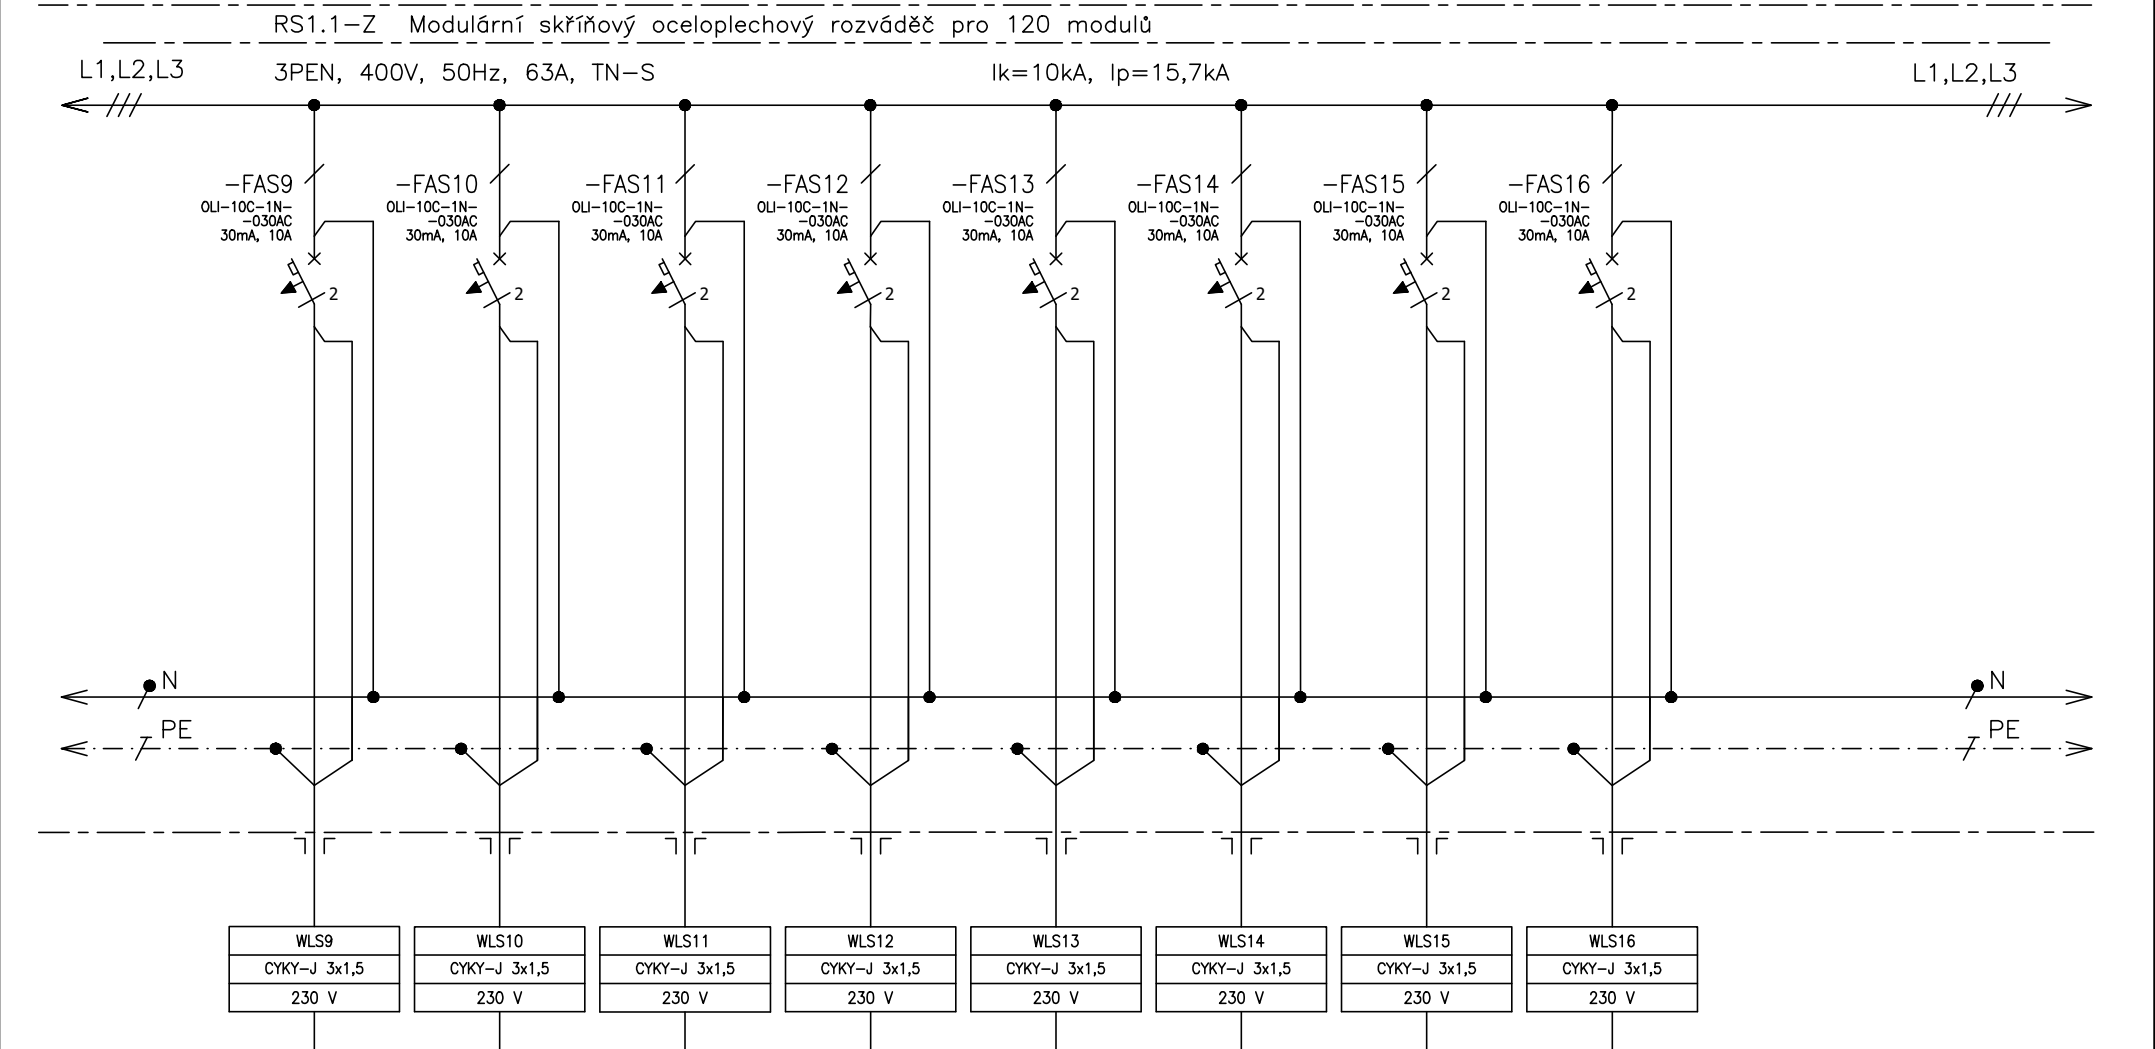 RS1.1-Z Modulární skříňový oceloplechový rozváděč pro 120 modulů
L1,L2,L3 3PEN, 400V, 50Hz, 63A, TN-S Ik=10kA, Ip=15,7kA L1,L2,L3
-FAS9
OLI-10C-1N-
-030AC
30mA, 10A
2
-FAS10
OLI-10C-1N-
-030AC
30mA, 10A
2
-FAS11
OLI-10C-1N-
-030AC
30mA, 10A
2
-FAS12
OLI-10C-1N-
-030AC
30mA, 10A
2
-FAS13
OLI-10C-1N-
-030AC
30mA, 10A
2
-FAS14
OLI-10C-1N-
-030AC
30mA, 10A
2
-FAS15
OLI-10C-1N-
-030AC
30mA, 10A
2
-FAS16
OLI-10C-1N-
-030AC
30mA, 10A
2
N N
PE PE
WLS9
CYKY-J 3x1,5
230 V
WLS10
CYKY-J 3x1,5
230 V
WLS11
CYKY-J 3x1,5
230 V
WLS12
CYKY-J 3x1,5
230 V
WLS13
CYKY-J 3x1,5
230 V
WLS14
CYKY-J 3x1,5
230 V
WLS15
CYKY-J 3x1,5
230 V
WLS16
CYKY-J 3x1,5
230 V